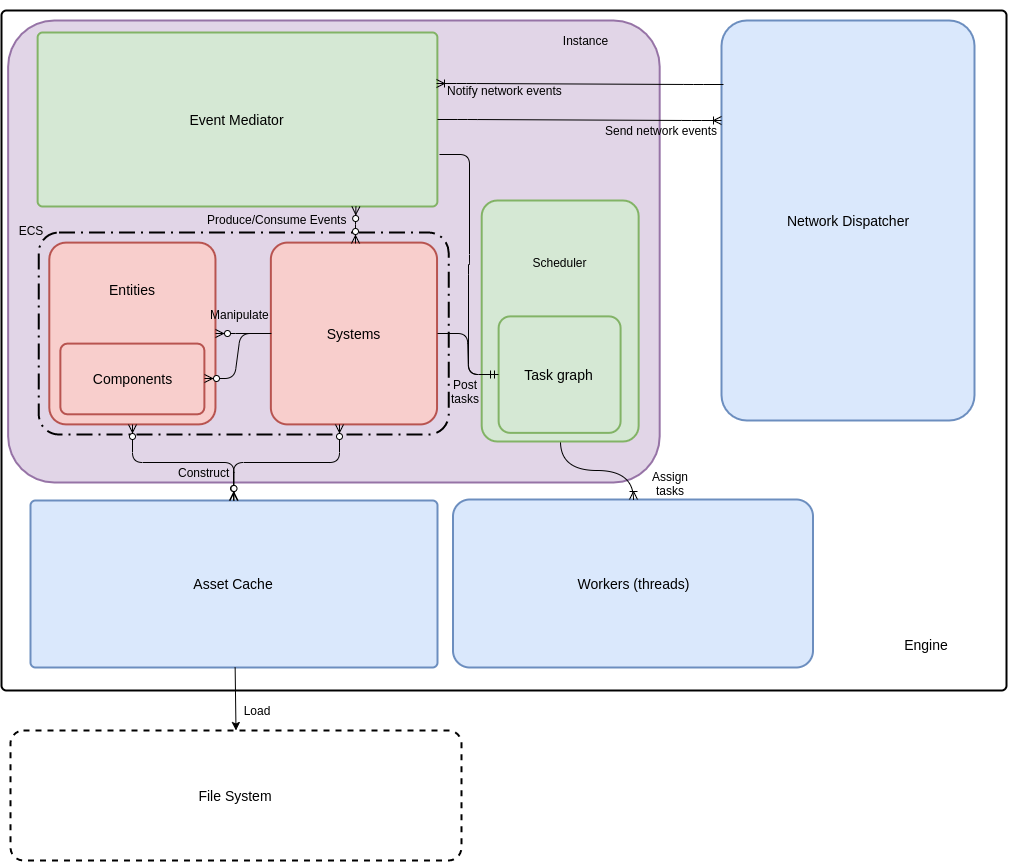 Instance
Event Mediator
Notify network events
Send network events
Network Dispatcher
Produce/Consume Events
ECS
Entities
Components
Manipulate
Systems
Scheduler
Task graph
Post
tasks
Construct
Assign
tasks
Asset Cache
Workers (threads)
Engine
Load
File System